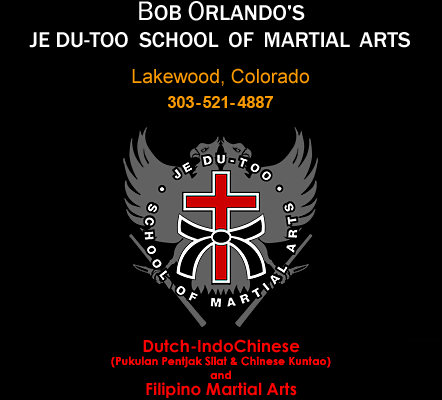 BOB ORLANDO'S
JE DU-TOO SCHOOL OF MARTIAL ARTS
Lakewood, Colorado
303-521-4887
• JE DU-TOO •
SCHOOL OF MARTIAL ARTS
Dutch-IndoChinese
(Pukulan Pentjak Silat & Chinese Kuntao)
and
Filipino Martial Arts